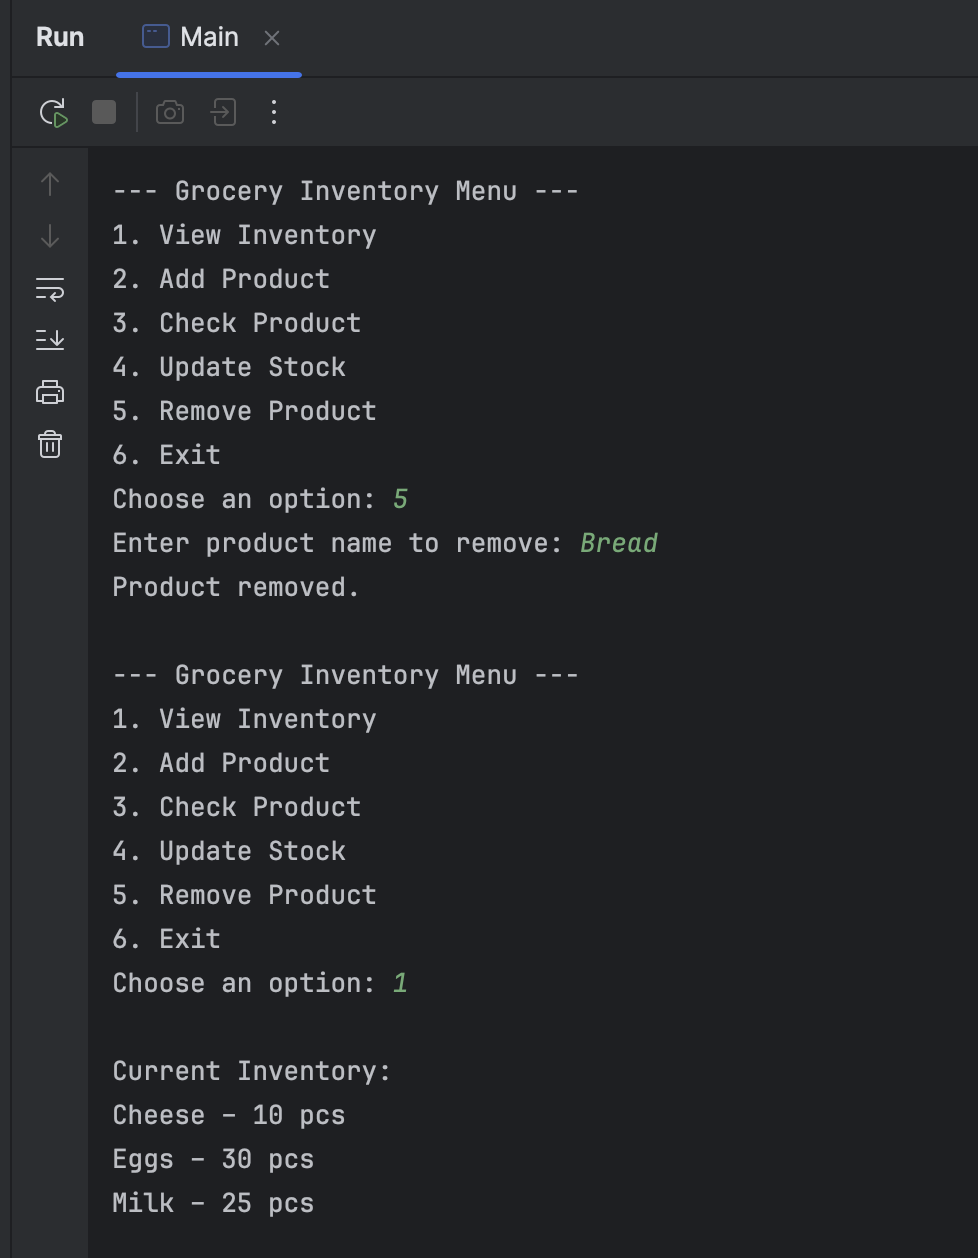 Run Main
--- Grocery Inventory Menu ---
1. View Inventory
2. Add Product
3. Check Product
4. Update Stock
5. Remove Product
6. Exit
Choose an option: 5
Enter product name to remove: Bread
Product removed.
--- Grocery Inventory Menu ---
1. View Inventory
2. Add Product
3. Check Product
4. Update Stock
5. Remove Product
6. Exit
Choose an option: 1
Current Inventory:
Cheese – 10 pcs
Eggs – 30 pcs
Milk – 25 pcs